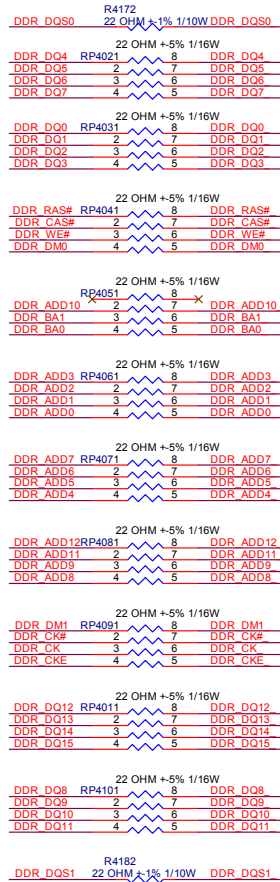 R4172
DDR_DQS0 22 OHM +-1% 1/10W DDR_DQS0
22 OHM +-5% 1/16W
DDR_DQ4 RP4021 8 DDR_DQ4
DDR_DQ5 2 7 DDR_DQ5
DDR_DQ6 3 6 DDR_DQ6
DDR_DQ7 4 5 DDR_DQ7
22 OHM +-5% 1/16W
DDR_DQ0 RP4031 8 DDR_DQ0
DDR_DQ1 2 7 DDR_DQ1
DDR_DQ2 3 6 DDR_DQ2
DDR_DQ3 4 5 DDR_DQ3
22 OHM +-5% 1/16W
DDR_RAS# RP4041 8 DDR_RAS#
DDR_CAS# 2 7 DDR_CAS#
DDR_WE# 3 6 DDR_WE#
DDR_DM0 4 5 DDR_DM0
22 OHM +-5% 1/16W
RP4051 8
DDR_ADD10 2 7 DDR_ADD10
DDR_BA1 3 6 DDR_BA1
DDR_BA0 4 5 DDR_BA0
22 OHM +-5% 1/16W
DDR_ADD3 RP4061 8 DDR_ADD3
DDR_ADD2 2 7 DDR_ADD2
DDR_ADD1 3 6 DDR_ADD1
DDR_ADD0 4 5 DDR_ADD0
22 OHM +-5% 1/16W
DDR_ADD7 RP4071 8 DDR_ADD7
DDR_ADD6 2 7 DDR_ADD6
DDR_ADD5 3 6 DDR_ADD5
DDR_ADD4 4 5 DDR_ADD4
22 OHM +-5% 1/16W
DDR_ADD12 RP4081 8 DDR_ADD12
DDR_ADD11 2 7 DDR_ADD11
DDR_ADD9 3 6 DDR_ADD9
DDR_ADD8 4 5 DDR_ADD8
22 OHM +-5% 1/16W
DDR_DM1 RP4091 8 DDR_DM1
DDR_CK# 2 7 DDR_CK#
DDR_CK 3 6 DDR_CK
DDR_CKE 4 5 DDR_CKE
22 OHM +-5% 1/16W
DDR_DQ12 RP4011 8 DDR_DQ12
DDR_DQ13 2 7 DDR_DQ13
DDR_DQ14 3 6 DDR_DQ14
DDR_DQ15 4 5 DDR_DQ15
22 OHM +-5% 1/16W
DDR_DQ8 RP4101 8 DDR_DQ8
DDR_DQ9 2 7 DDR_DQ9
DDR_DQ10 3 6 DDR_DQ10
DDR_DQ11 4 5 DDR_DQ11
R4182
DDR_DQS1 22 OHM +-1% 1/10W DDR_DQS1